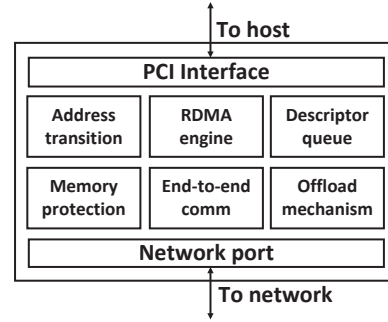 To host
PCI Interface
Address
transition
RDMA
engine
Descriptor
queue
Memory
protection
End-to-end
comm
Offload
mechanism
Network port
To network